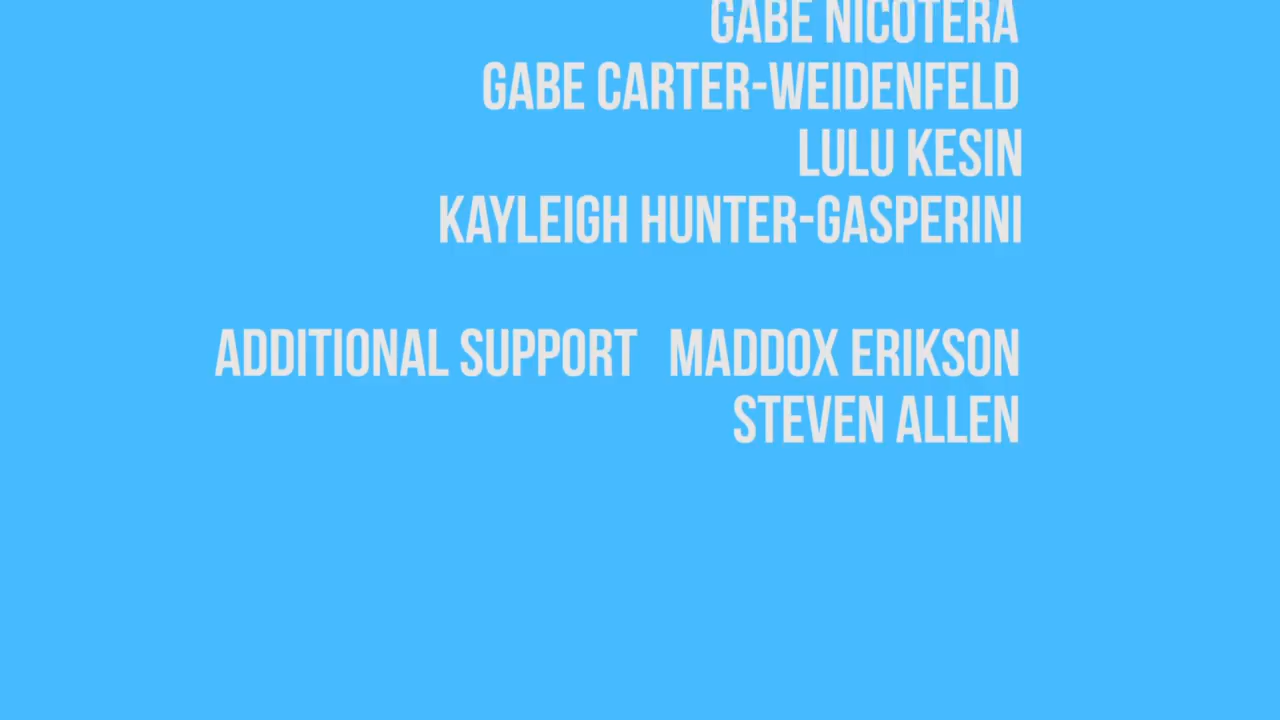 GABE NICOTERA
GABE CARTER-WEIDENFELD
LULU KESIN
KAYLEIGH HUNTER-GASPERINI
ADDITIONAL SUPPORT MADDOX ERIKSON
STEVEN ALLEN